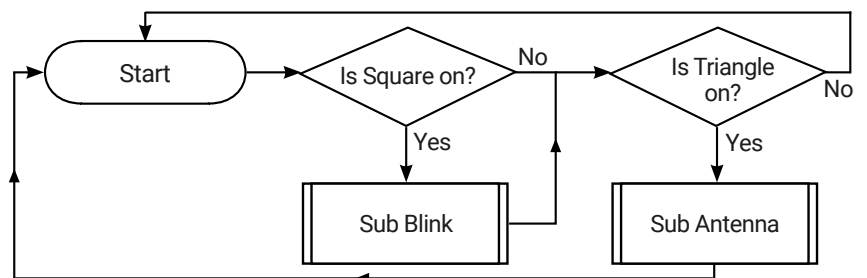 Start
Is Square on?
No
Yes
Sub Blink
Is Triangle
on?
No
Yes
Sub Antenna